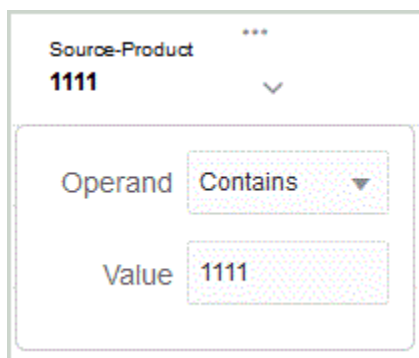 Source-Product
1111
Operand Contains
Value 1111